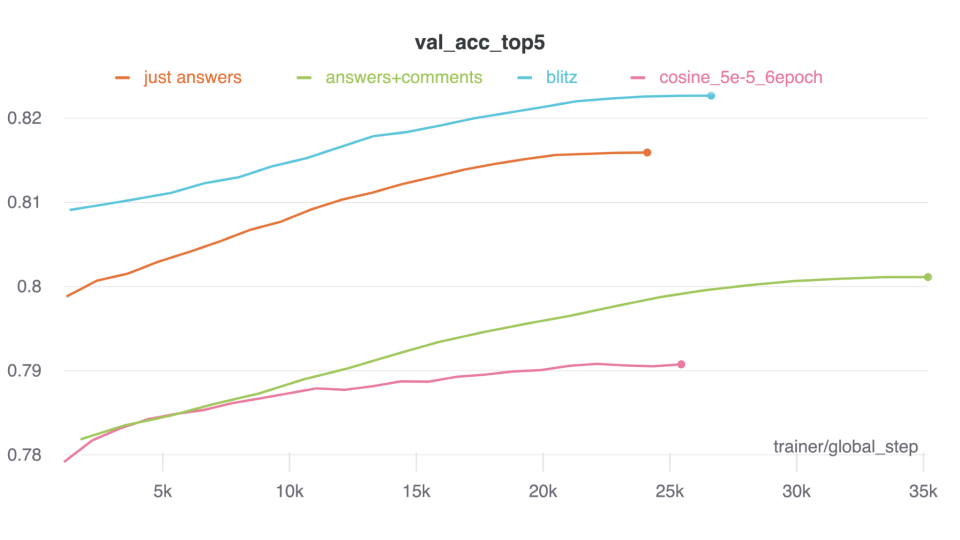 val_acc_top5
just answers answers+comments blitz cosine_5e-5_6epoch
0.82
0.81
0.8
0.79
0.78
trainer/global_step
5k 10k 15k 20k 25k 30k 35k